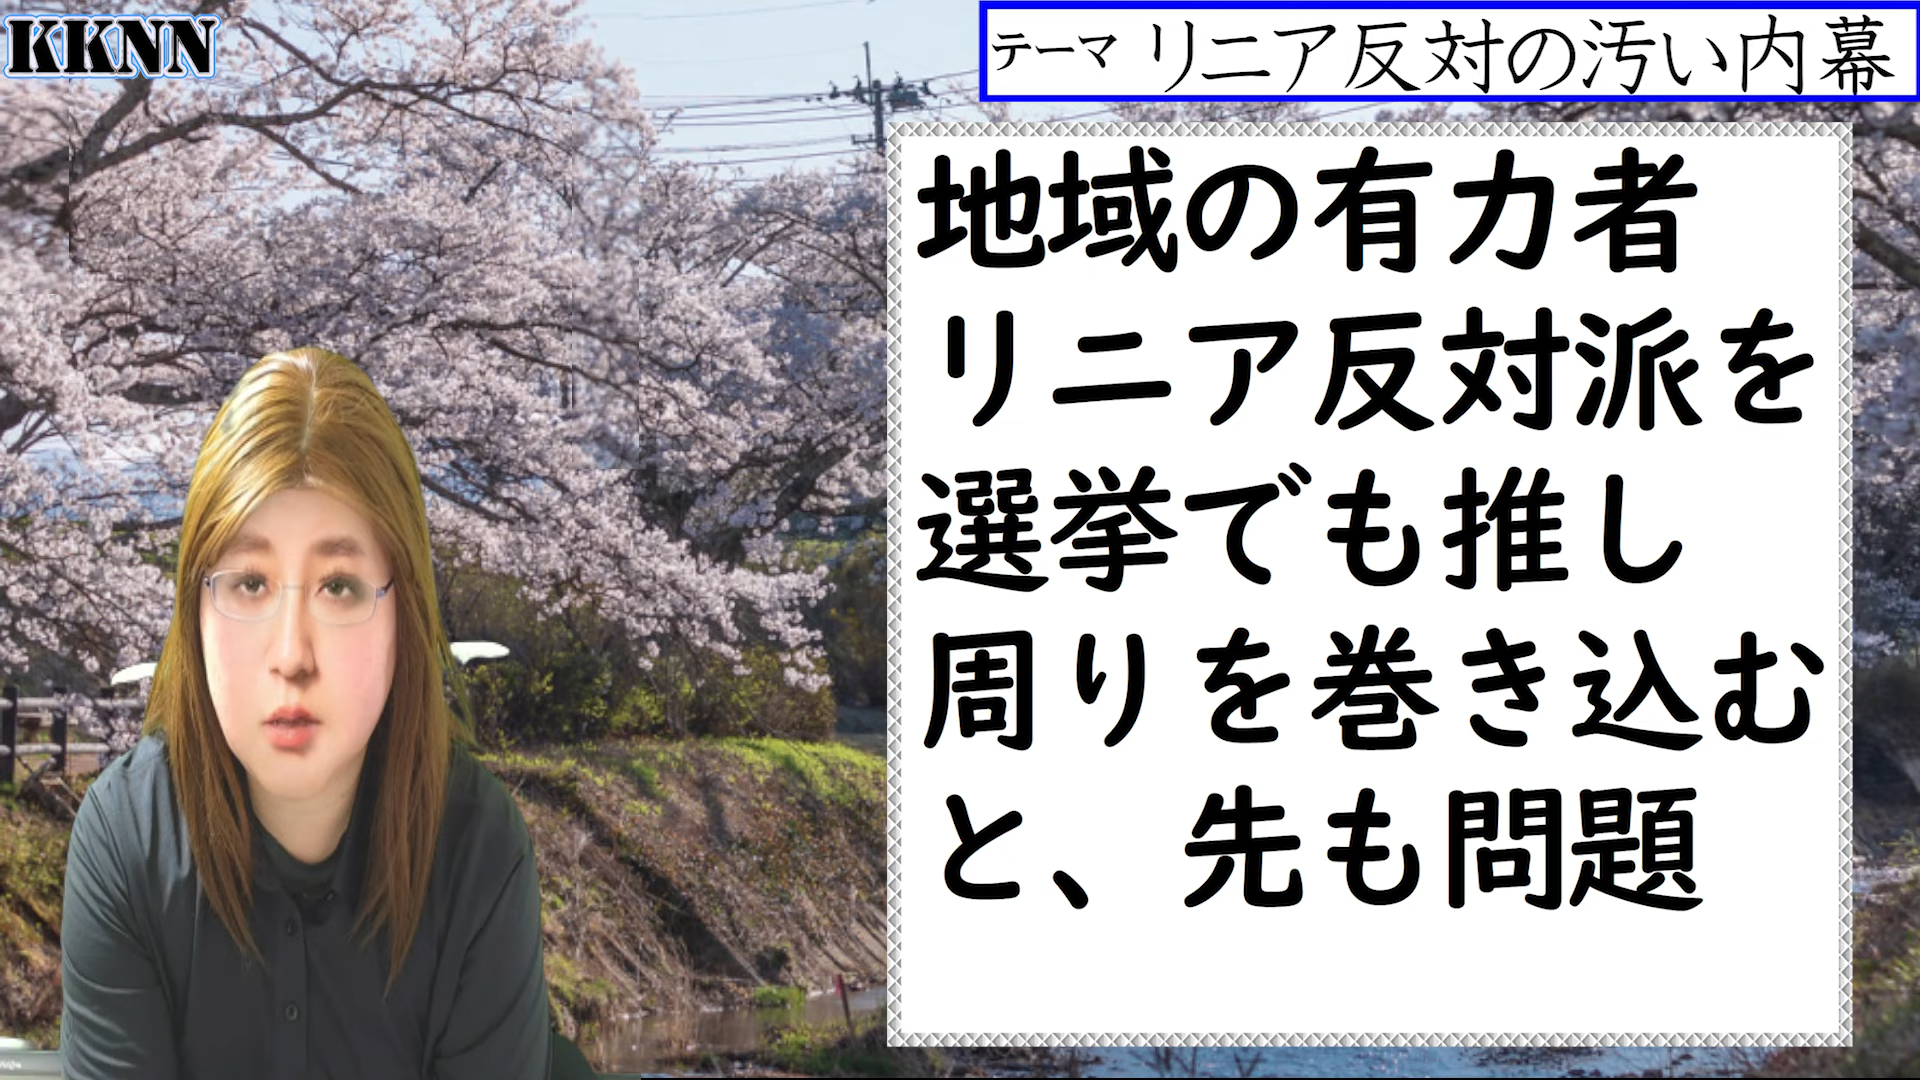 KKNN
テーマ リニア反対の汚い内幕
地域の有力者
リニア反対派を
選挙でも推し
周りを巻き込む
と、先も問題